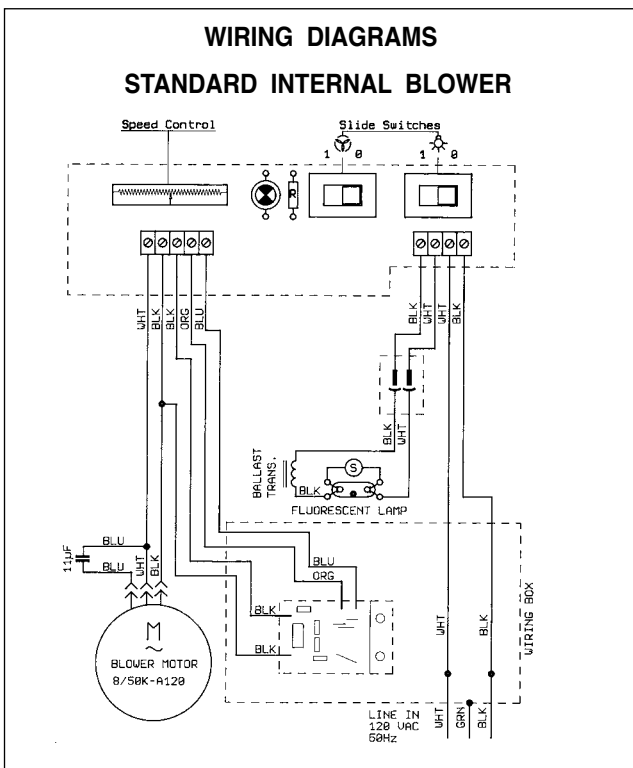 WIRING DIAGRAMS
STANDARD INTERNAL BLOWER
Speed Control
Slide Switches
1 0
1 0
R
WHT
BLK
BLK
ORG
BLU
BLK
WHT
WHT
BLK
BLK
WHT
BALLAST
TRANS.
BLK
S
FLUORESCENT LAMP
11µF
BLU
BLU
WHT
BLK
BLU
ORG
BLK
BLK
WHT
BLK
WIRING BOX
M
~
BLOWER MOTOR
8/50K-A120
LINE IN
120 VAC
60Hz
WHT
GRN
BLK